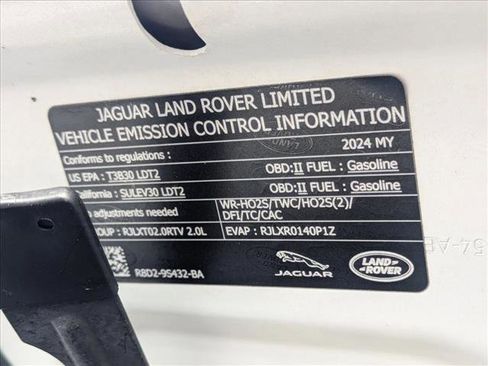 JAGUAR LAND ROVER LIMITED
VEHICLE EMISSION CONTROL INFORMATION
2024 MY
Conforms to regulations:
US EPA : T3B30 LDT2 OBD:II FUEL : Gasoline
California : SULEV30 LDT2 OBD:II FUEL : Gasoline
adjustments needed WR-HO2S/TWC/HO2S(2)/
DFI/TC/CAC
RJLXT02.0RTV 2.0L EVAP : RJLXR0140P1Z
R8D2-9S432-BA
JAGUAR
LAND
ROVER